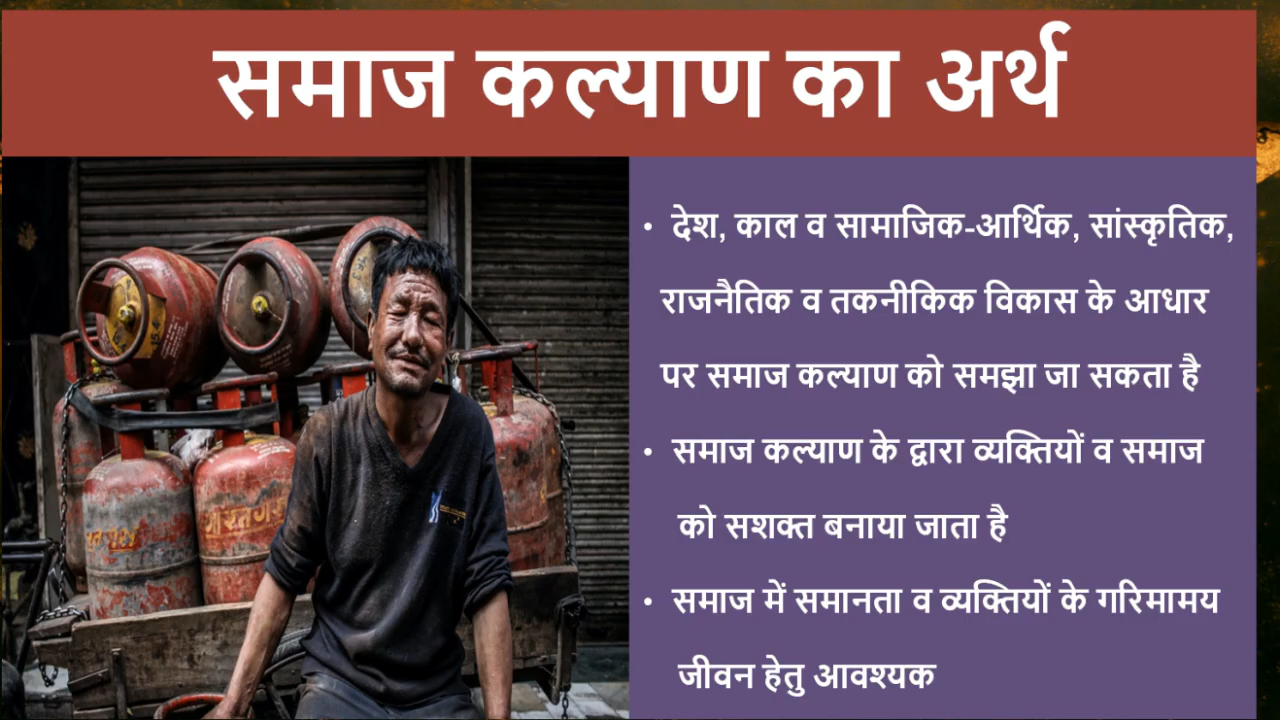 समाज कल्याण का अर्थ
• देश, काल व सामाजिक-आर्थिक, सांस्कृतिक,
राजनैतिक व तकनीकिक विकास के आधार
पर समाज कल्याण को समझा जा सकता है
• समाज कल्याण के द्वारा व्यक्तियों व समाज
को सशक्त बनाया जाता है
• समाज में समानता व व्यक्तियों के गरिमामय
जीवन हेतु आवश्यक